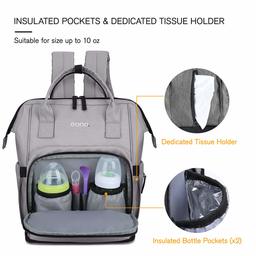 INSULATED POCKETS & DEDICATED TISSUE HOLDER
Suitable for size up to 10 oz
Dedicated Tissue Holder
Insulated Bottle Pockets (x2)